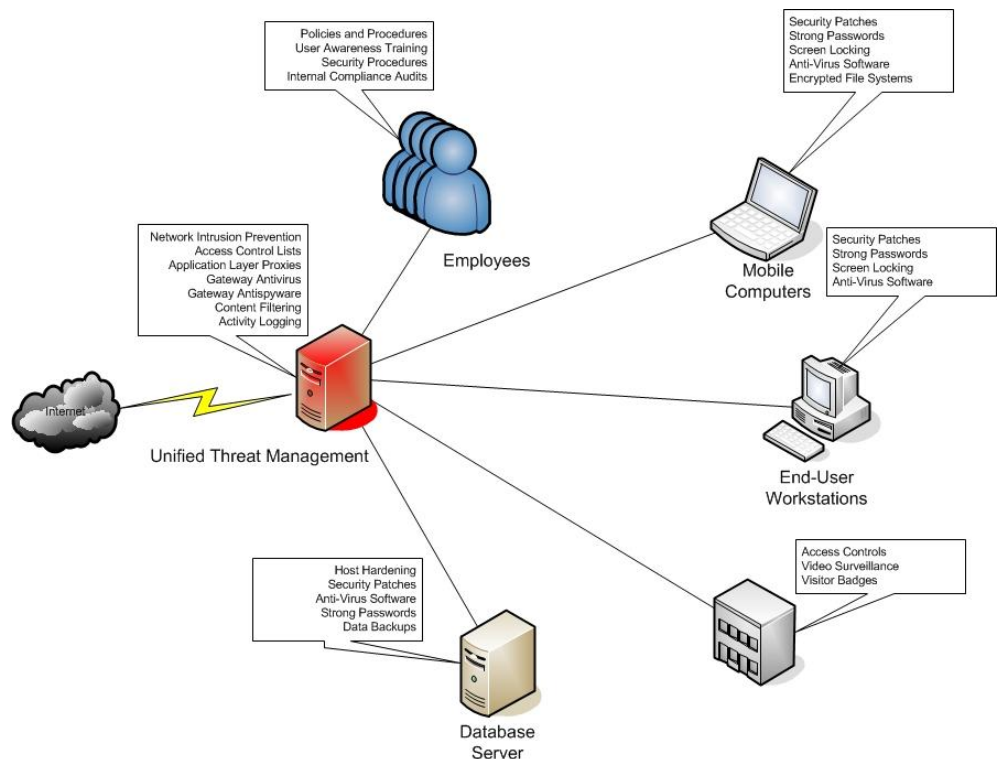 Policies and Procedures
User Awareness Training
Security Procedures
Internal Compliance Audits
Security Patches
Strong Passwords
Screen Locking
Anti-Virus Software
Encrypted File Systems
Employees
Mobile
Computers
Network Intrusion Prevention
Access Control Lists
Application Layer Proxies
Gateway Antivirus
Gateway Antispyware
Content Filtering
Activity Logging
Security Patches
Strong Passwords
Screen Locking
Anti-Virus Software
Internet
Unified Threat Management
End-User
Workstations
Host Hardening
Security Patches
Anti-Virus Software
Strong Passwords
Data Backups
Access Controls
Video Surveillance
Visitor Badges
Database
Server